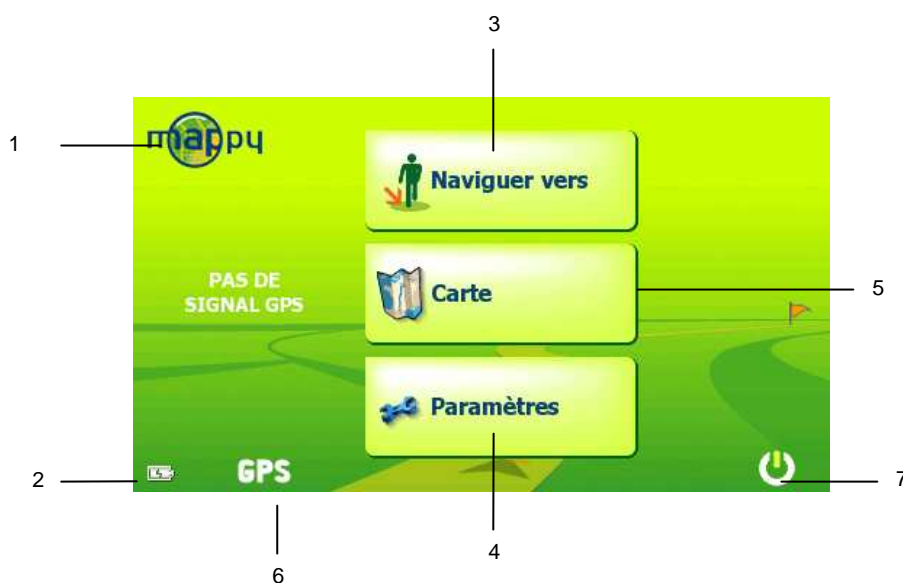 3
1
mappy
Naviguer vers
PAS DE
SIGNAL GPS
Carte
5
Paramètres
2
GPS
7
4
6